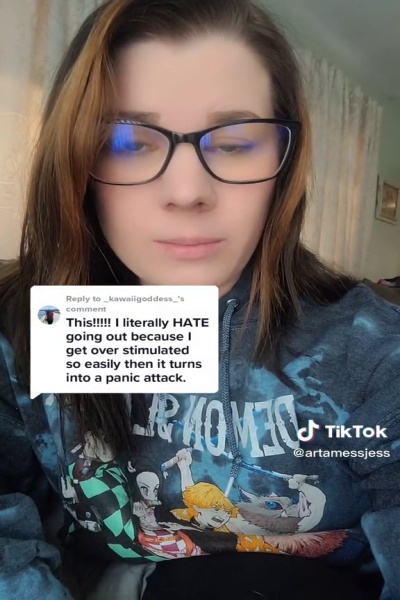 Reply to _kawaiigoddess_'s
comment
This!!!!! I literally HATE
going out because I
get over stimulated
so easily then it turns
into a panic attack.
DEMON SL
TikTok
@artamessjess